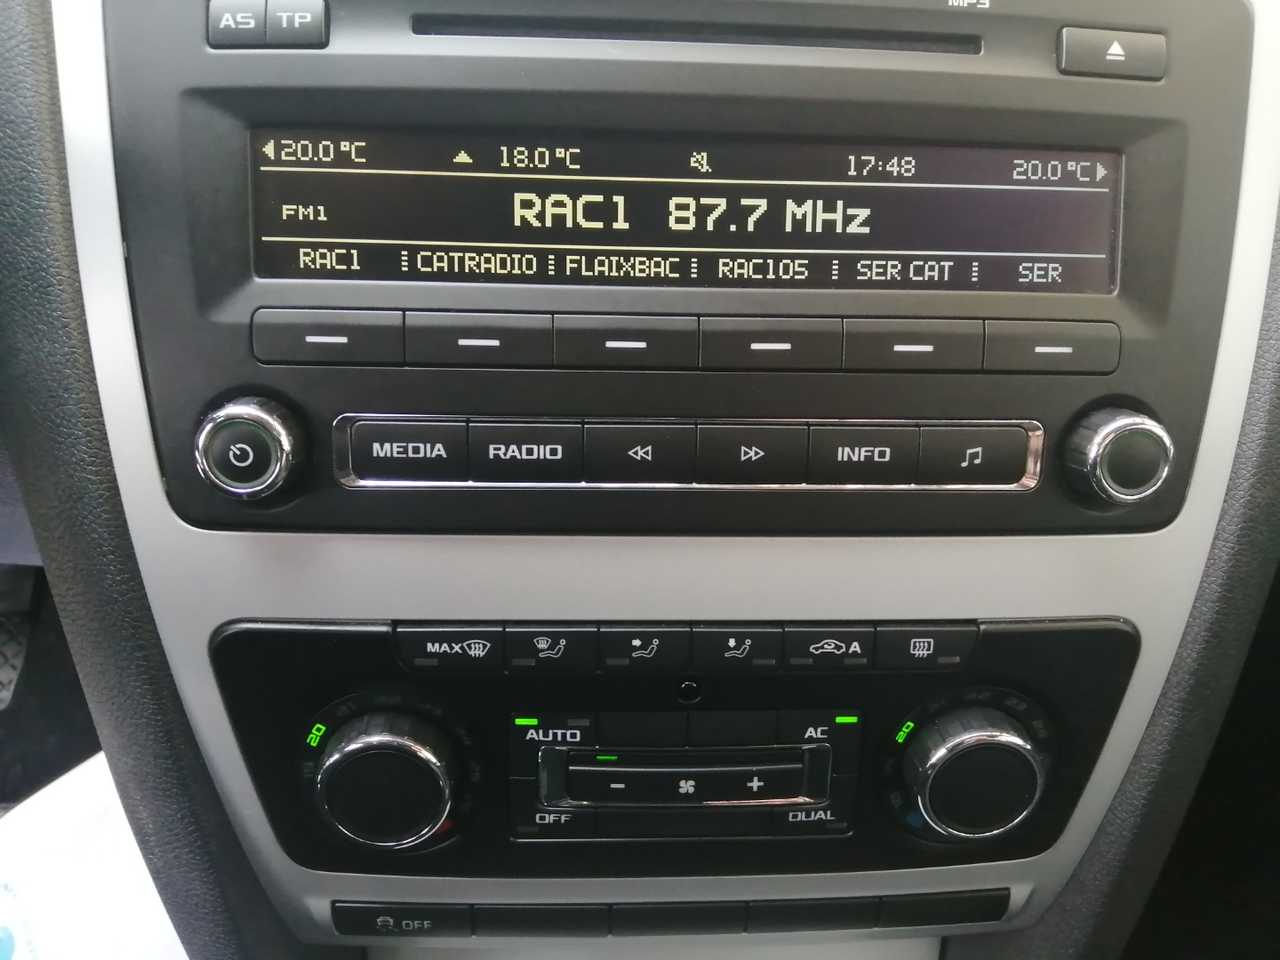 MP3
AS TP
20.0 °C 18.0 °C 17:48 20.0 °C
FM1 RAC1 87.7 MHz
RAC1 CATRADIO FLAIXBAC RAC105 SER CAT SER
MEDIA RADIO INFO
MAX A
20 20
AUTO AC
- +
OFF DUAL
OFF